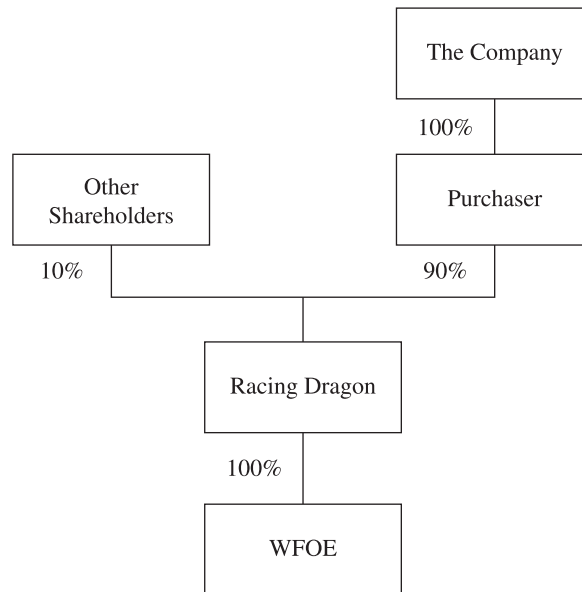 The Company
100%
Other
Shareholders
Purchaser
10%
90%
Racing Dragon
100%
WFOE